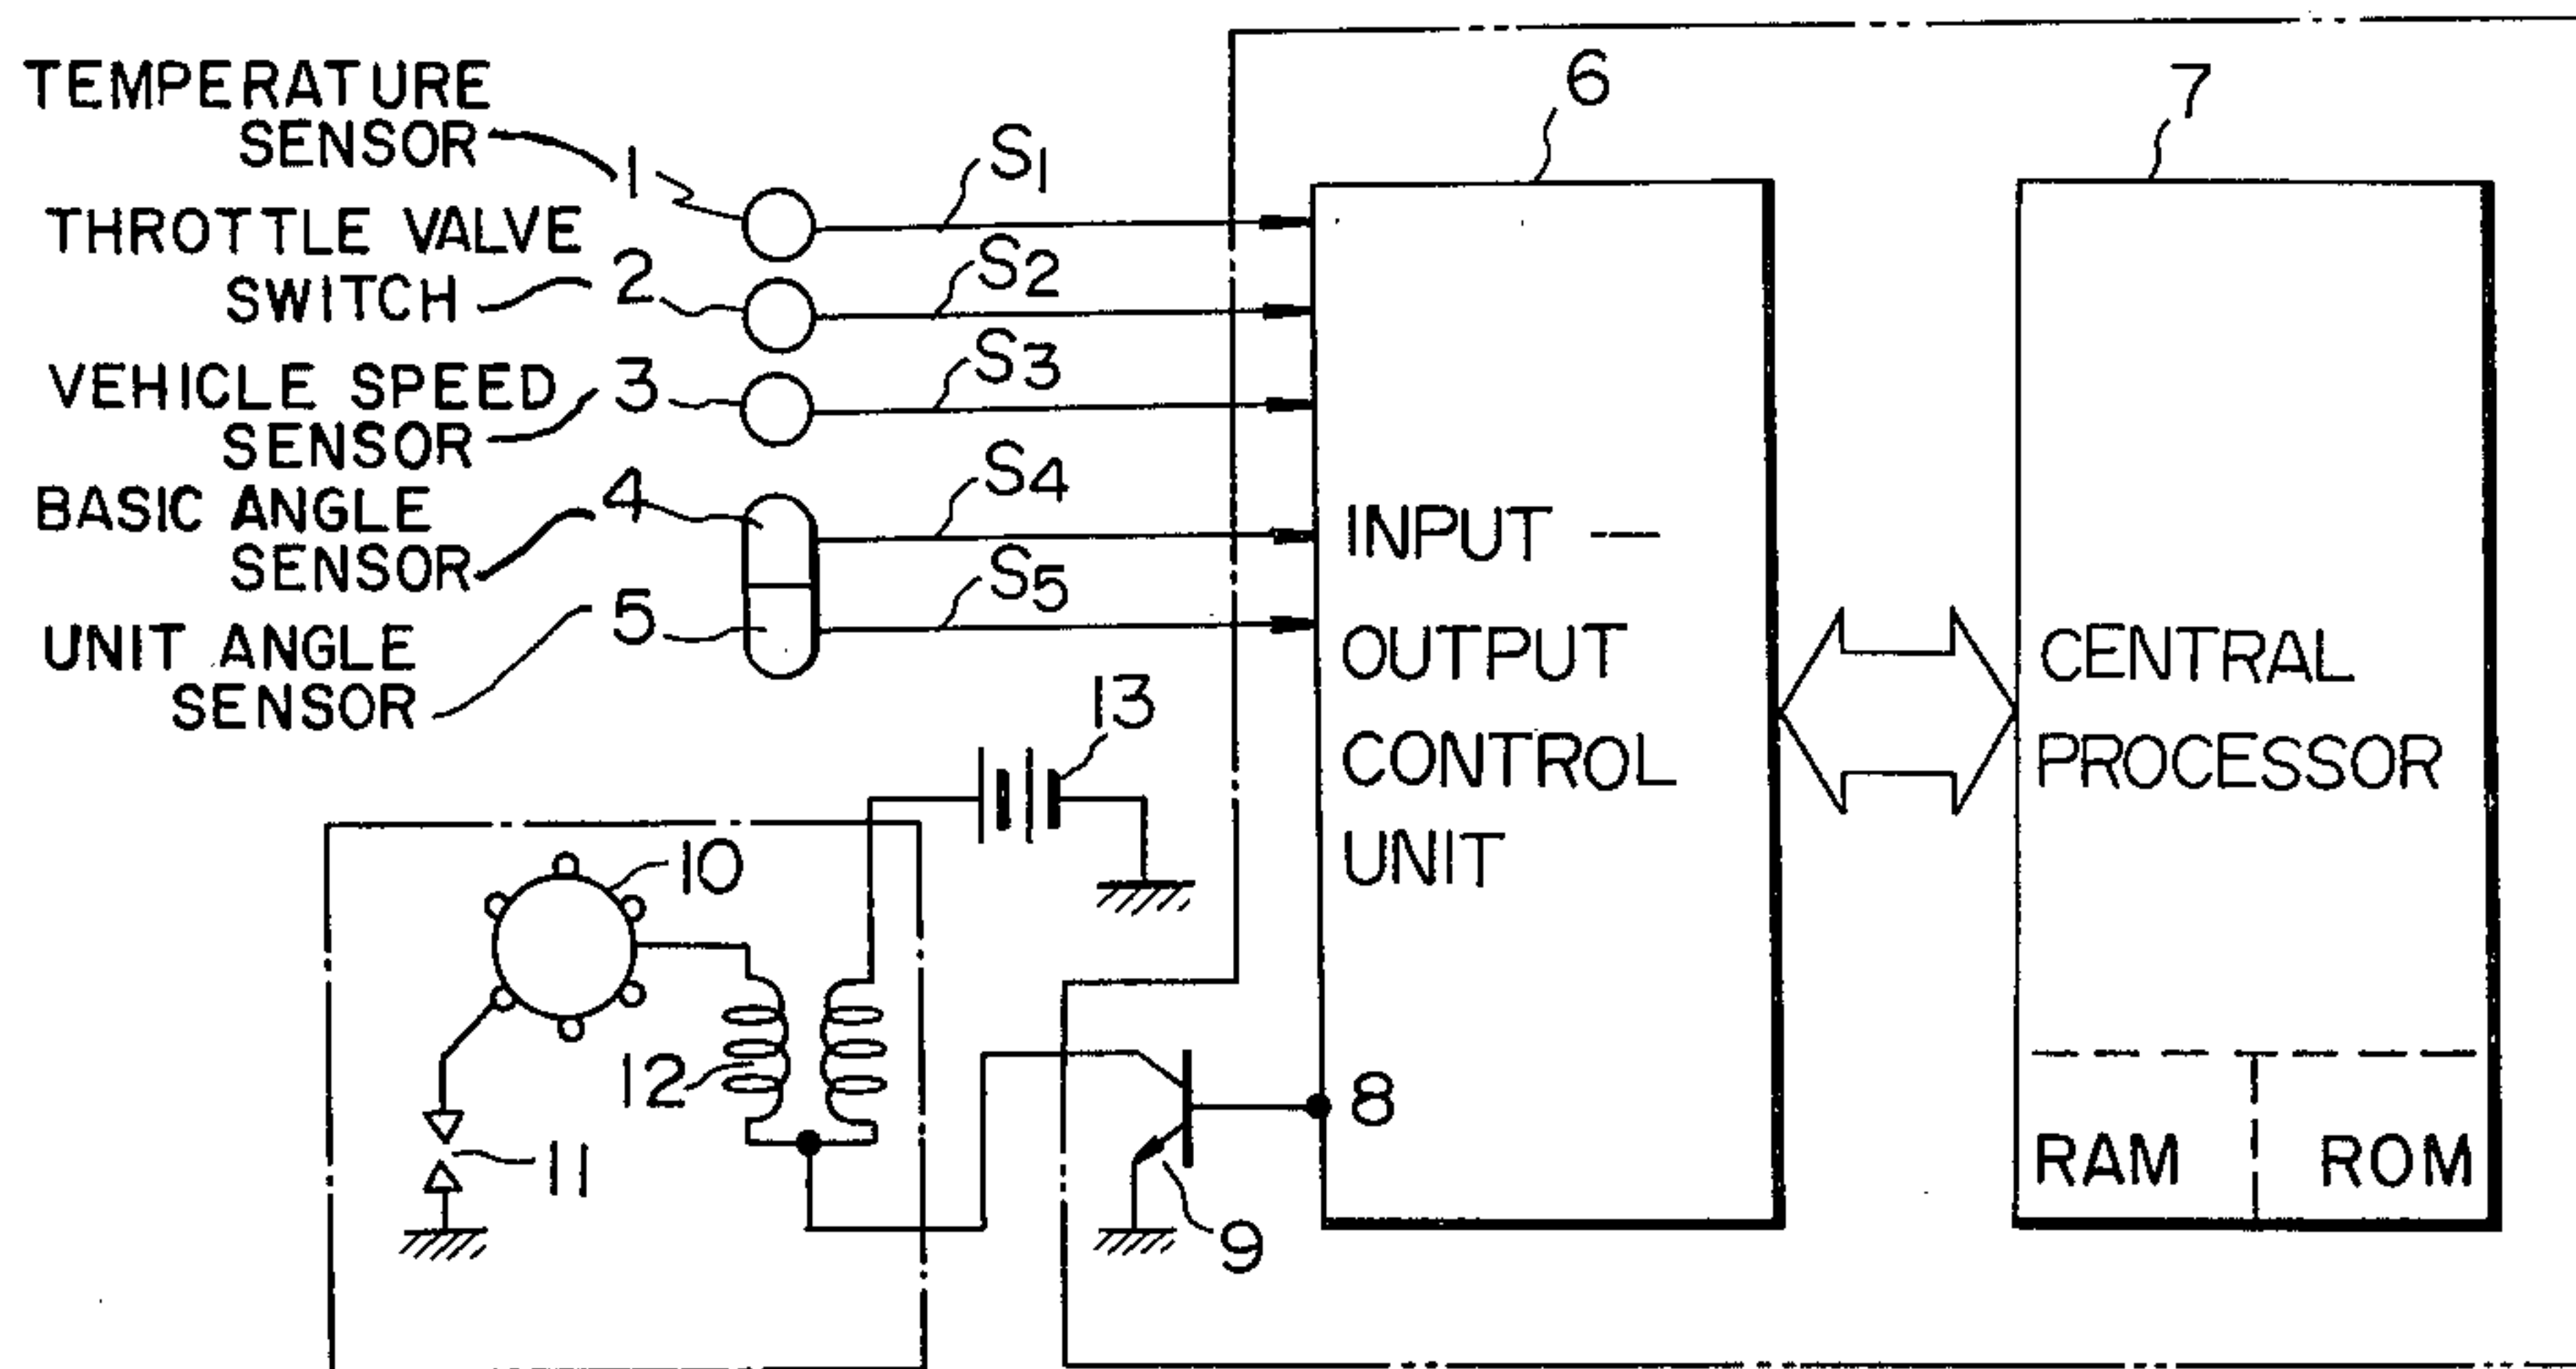 TEMPERATURE
SENSOR
1
S1
THROTTLE VALVE
SWITCH
2
S2
VEHICLE SPEED
SENSOR
3
S3
BASIC ANGLE
SENSOR
4
S4
UNIT ANGLE
SENSOR
5
S5
6
INPUT —
OUTPUT
CONTROL
UNIT
7
CENTRAL
PROCESSOR
RAM
ROM
13
10
12
11
8
9